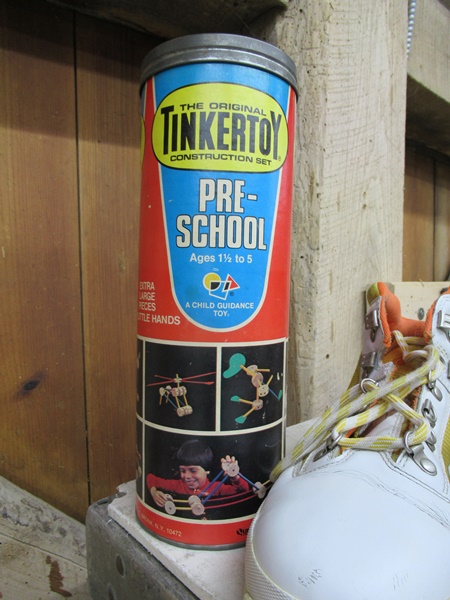 THE ORIGINAL
TINKERTOY
CONSTRUCTION SET
PRE-
SCHOOL
Ages 1½ to 5
A CHILD GUIDANCE
TOY.
EXTRA
LARGE
PIECES
LITTLE HANDS
N.Y. 10472